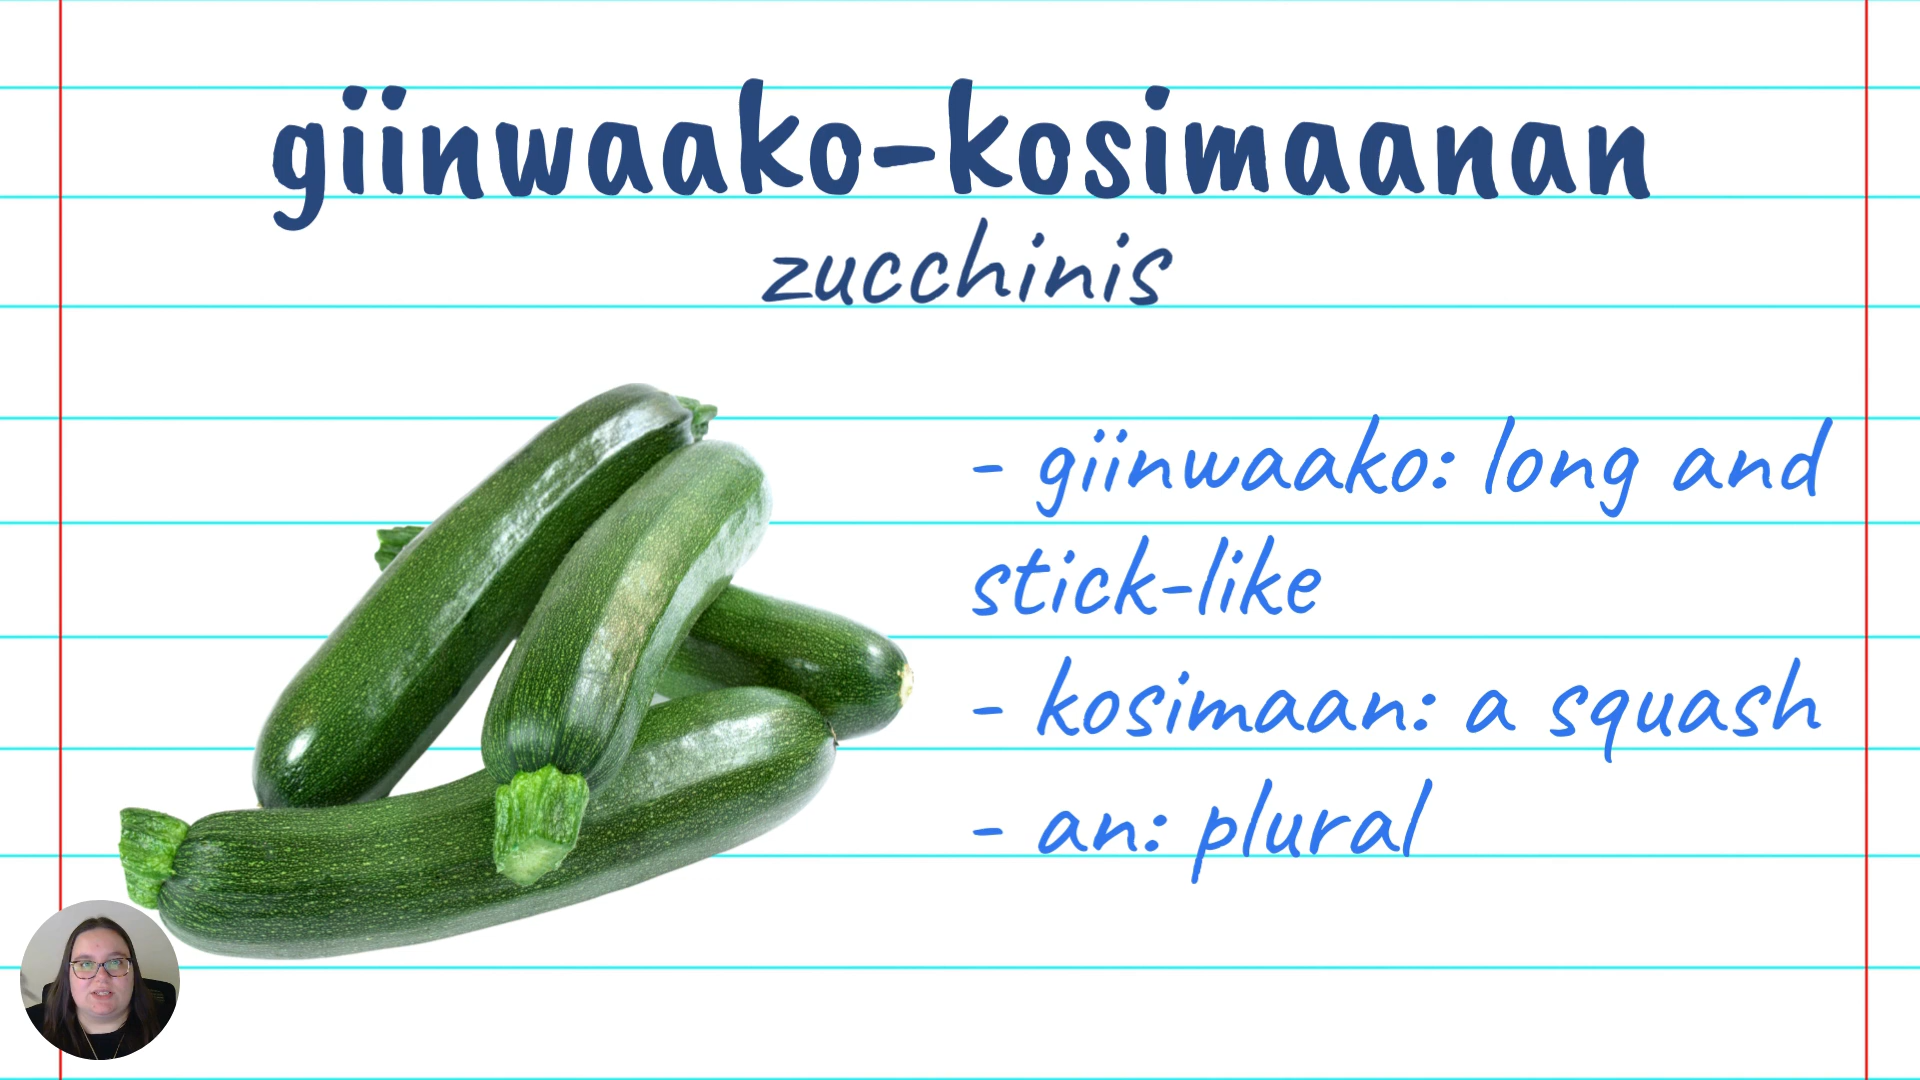 giinwaako-kosimaanan
zucchinis
- giinwaako: long and
stick-like
- kosimaan: a squash
- an: plural